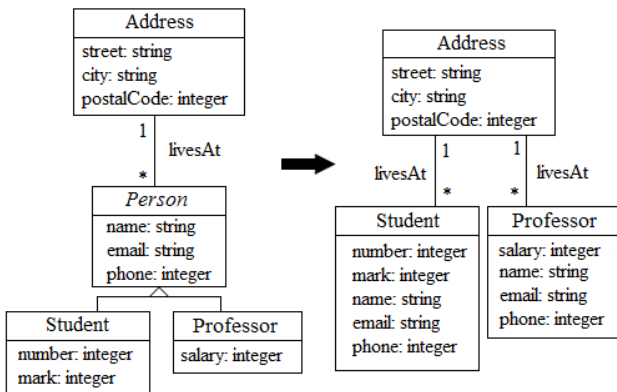 Address
street: string
city: string
postalCode: integer
1
livesAt
*
Person
name: string
email: string
phone: integer
Student
number: integer
mark: integer
Professor
salary: integer
Address
street: string
city: string
postalCode: integer
1
1
livesAt
livesAt
*
*
Student
number: integer
mark: integer
name: string
email: string
phone: integer
Professor
salary: integer
name: string
email: string
phone: integer